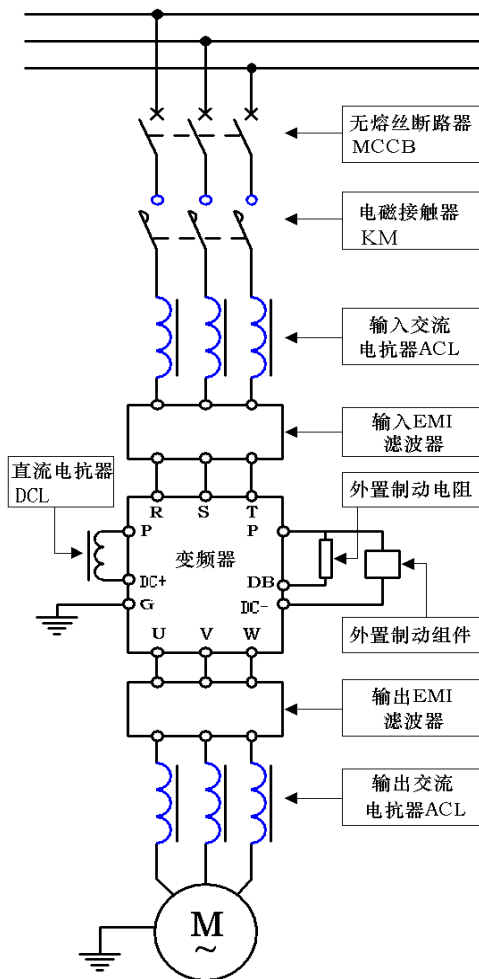 无熔丝断路器
MCCB
电磁接触器
KM
输入交流
电抗器ACL
输入EMI
滤波器
直流电抗器
DCL
外置制动电阻
R S T
P P
变频器
DC+ DB
G DC-
U V W
外置制动组件
输出EMI
滤波器
输出交流
电抗器ACL
M
~